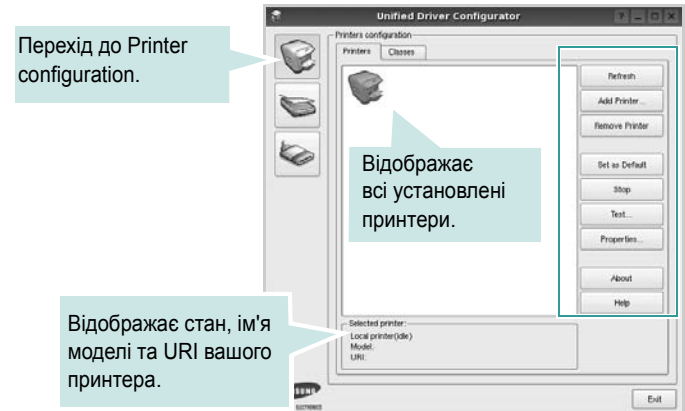 Unified Driver Configurator
Перехід до Printer
configuration.
Printers configuration
Printers Classes
Refresh
Add Printer...
Remove Printer
Set as Default
Stop
Test...
Properties...
About
Help
Відображає
всі установлені
принтери.
Відображає стан, ім'я
моделі та URI вашого
принтера.
Selected printer:
Local printer(idle)
Model:
URI:
SUNG
ELECTRONICS
Exit